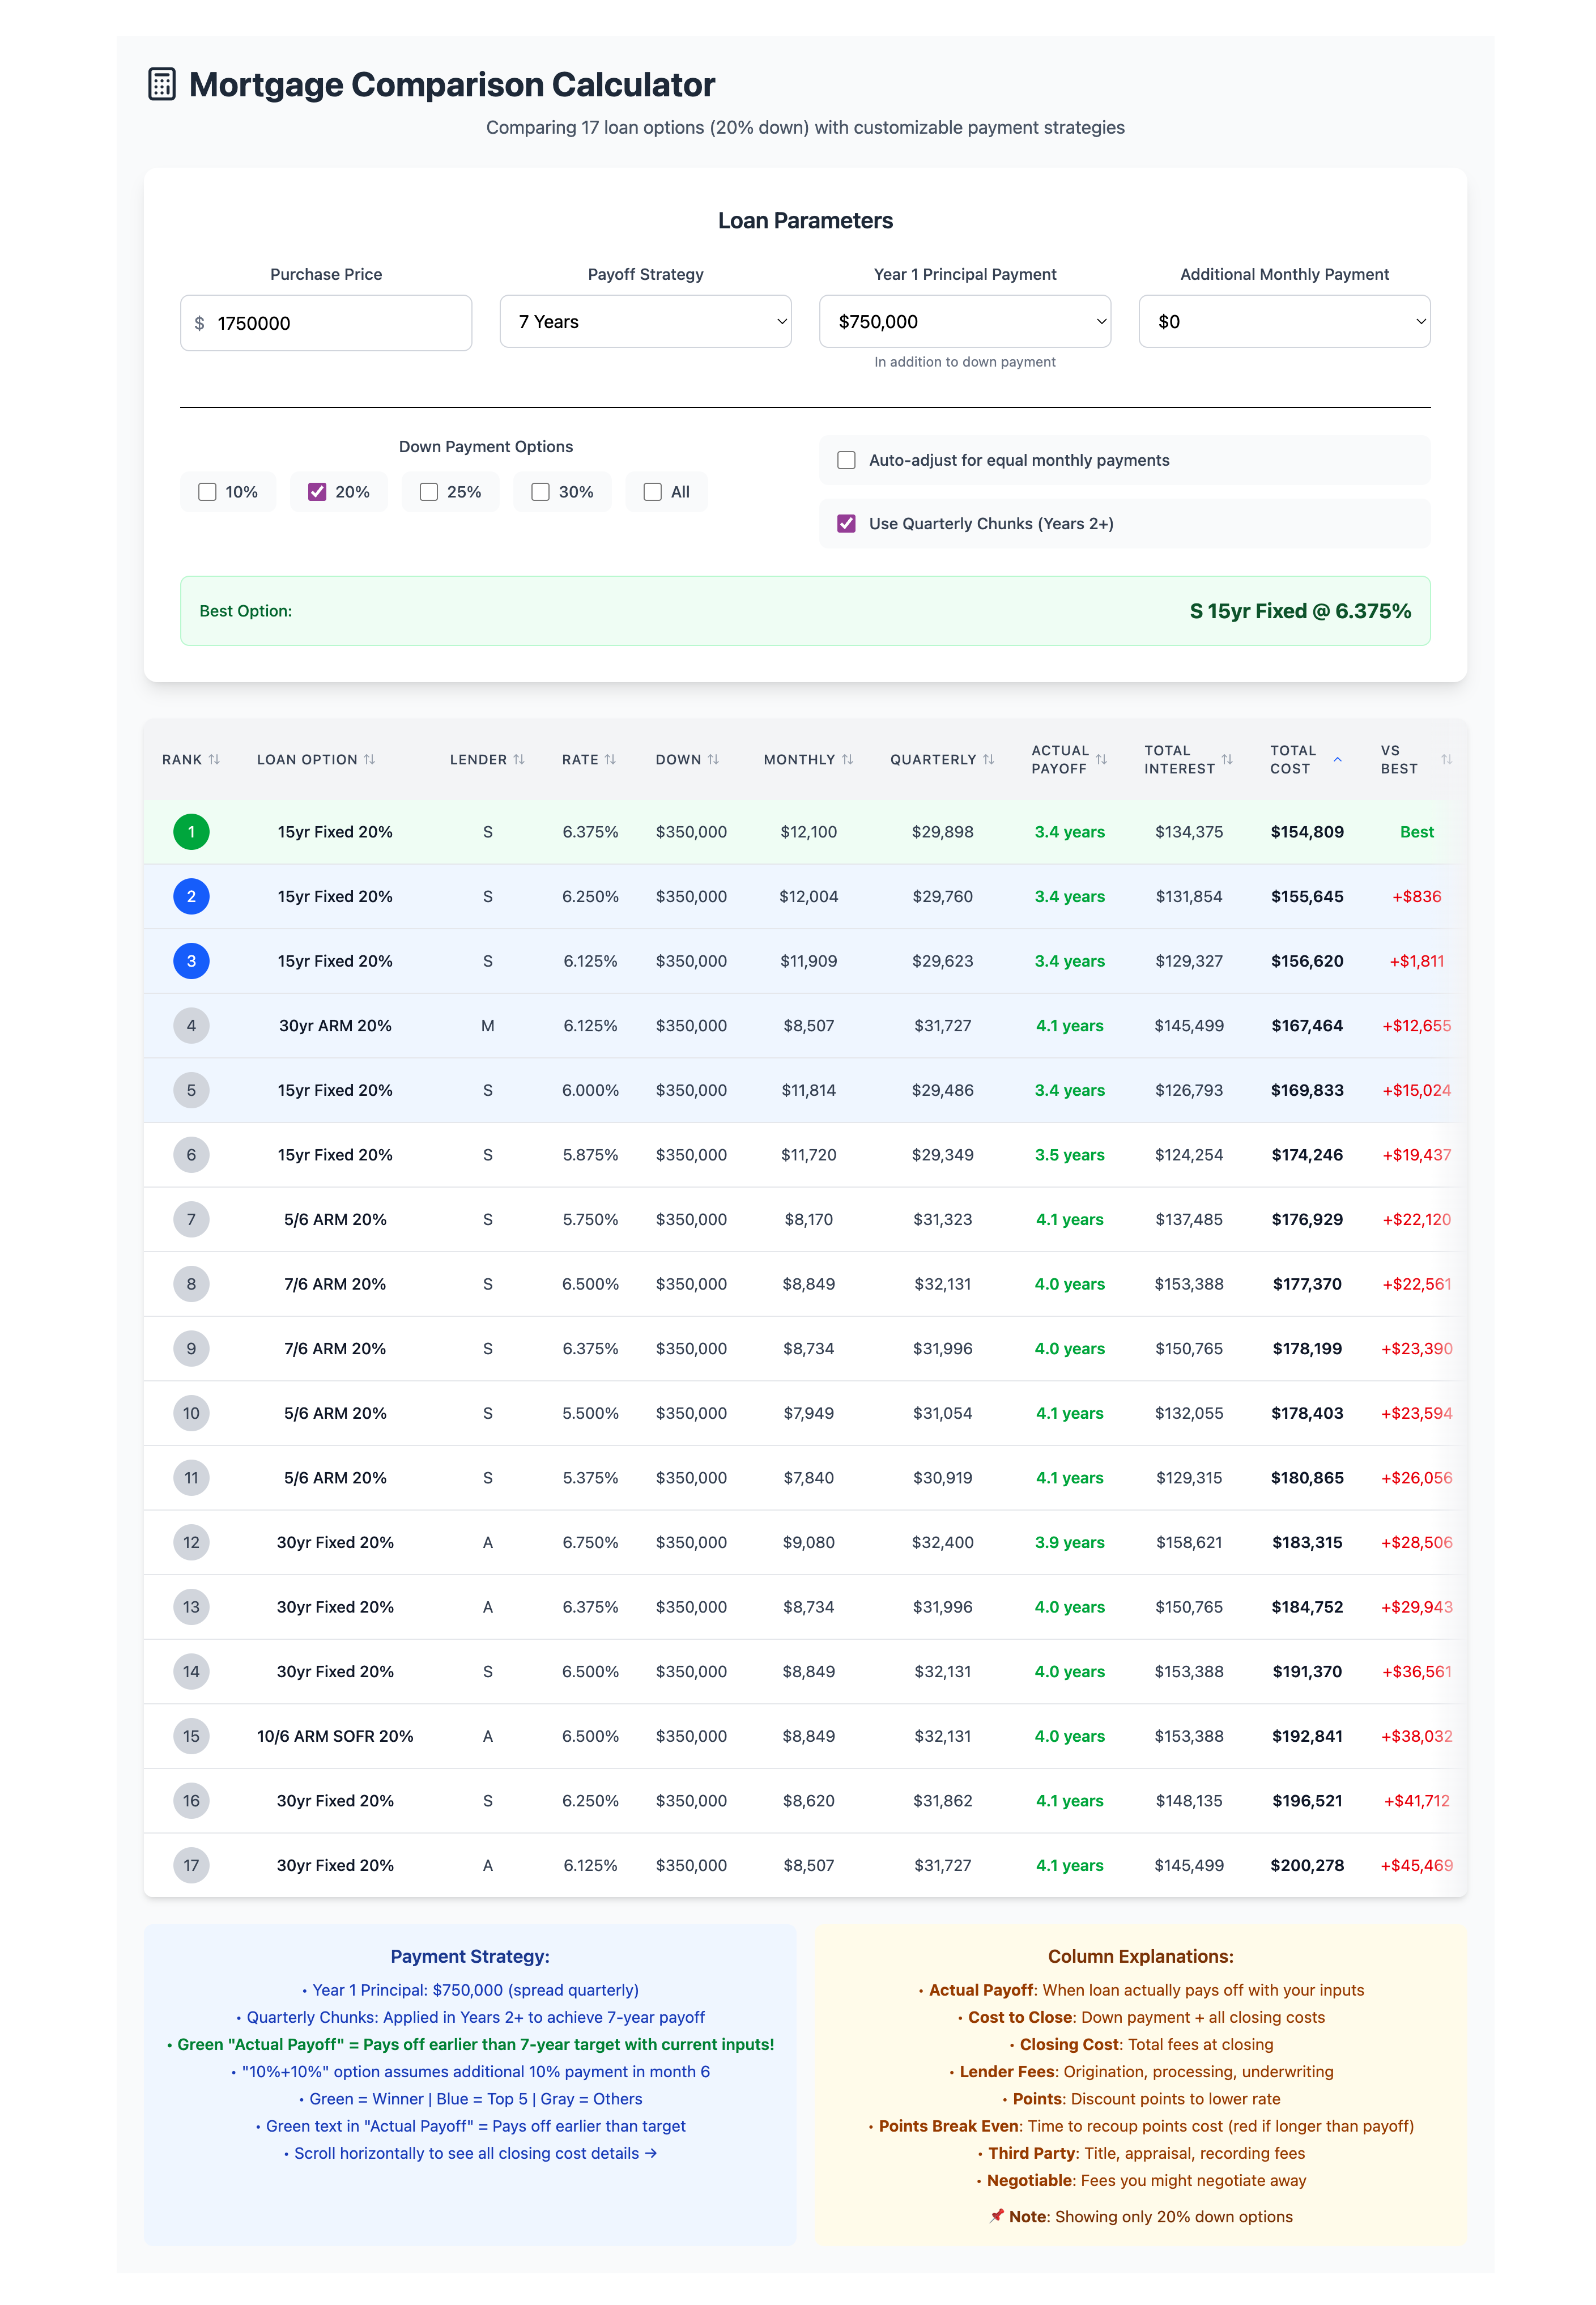 Mortgage Comparison Calculator
Comparing 17 loan options (20% down) with customizable payment strategies
Loan Parameters
Purchase Price
$ 1750000
Payoff Strategy
7 Years
Year 1 Principal Payment
$750,000
In addition to down payment
Additional Monthly Payment
$0
Down Payment Options
10% 20% 25% 30% All
Auto-adjust for equal monthly payments
Use Quarterly Chunks (Years 2+)
Best Option: S 15yr Fixed @ 6.375%
RANK LOAN OPTION LENDER RATE DOWN MONTHLY QUARTERLY ACTUAL PAYOFF TOTAL INTEREST TOTAL COST VS BEST
1 15yr Fixed 20% S 6.375% $350,000 $12,100 $29,898 3.4 years $134,375 $154,809 Best
2 15yr Fixed 20% S 6.250% $350,000 $12,004 $29,760 3.4 years $131,854 $155,645 +$836
3 15yr Fixed 20% S 6.125% $350,000 $11,909 $29,623 3.4 years $129,327 $156,620 +$1,811
4 30yr ARM 20% M 6.125% $350,000 $8,507 $31,727 4.1 years $145,499 $167,464 +$12,655
5 15yr Fixed 20% S 6.000% $350,000 $11,814 $29,486 3.4 years $126,793 $169,833 +$15,024
6 15yr Fixed 20% S 5.875% $350,000 $11,720 $29,349 3.5 years $124,254 $174,246 +$19,437
7 5/6 ARM 20% S 5.750% $350,000 $8,170 $31,323 4.1 years $137,485 $176,929 +$22,120
8 7/6 ARM 20% S 6.500% $350,000 $8,849 $32,131 4.0 years $153,388 $177,370 +$22,561
9 7/6 ARM 20% S 6.375% $350,000 $8,734 $31,996 4.0 years $150,765 $178,199 +$23,390
10 5/6 ARM 20% S 5.500% $350,000 $7,949 $31,054 4.1 years $132,055 $178,403 +$23,594
11 5/6 ARM 20% S 5.375% $350,000 $7,840 $30,919 4.1 years $129,315 $180,865 +$26,056
12 30yr Fixed 20% A 6.750% $350,000 $9,080 $32,400 3.9 years $158,621 $183,315 +$28,506
13 30yr Fixed 20% A 6.375% $350,000 $8,734 $31,996 4.0 years $150,765 $184,752 +$29,943
14 30yr Fixed 20% S 6.500% $350,000 $8,849 $32,131 4.0 years $153,388 $191,370 +$36,561
15 10/6 ARM SOFR 20% A 6.500% $350,000 $8,849 $32,131 4.0 years $153,388 $192,841 +$38,032
16 30yr Fixed 20% S 6.250% $350,000 $8,620 $31,862 4.1 years $148,135 $196,521 +$41,712
17 30yr Fixed 20% A 6.125% $350,000 $8,507 $31,727 4.1 years $145,499 $200,278 +$45,469
Payment Strategy:
• Year 1 Principal: $750,000 (spread quarterly)
• Quarterly Chunks: Applied in Years 2+ to achieve 7-year payoff
• Green "Actual Payoff" = Pays off earlier than 7-year target with current inputs!
• "10%+10%" option assumes additional 10% payment in month 6
• Green = Winner | Blue = Top 5 | Gray = Others
• Green text in "Actual Payoff" = Pays off earlier than target
• Scroll horizontally to see all closing cost details →
Column Explanations:
• Actual Payoff: When loan actually pays off with your inputs
• Cost to Close: Down payment + all closing costs
• Closing Cost: Total fees at closing
• Lender Fees: Origination, processing, underwriting
• Points: Discount points to lower rate
• Points Break Even: Time to recoup points cost (red if longer than payoff)
• Third Party: Title, appraisal, recording fees
• Negotiable: Fees you might negotiate away
📌 Note: Showing only 20% down options